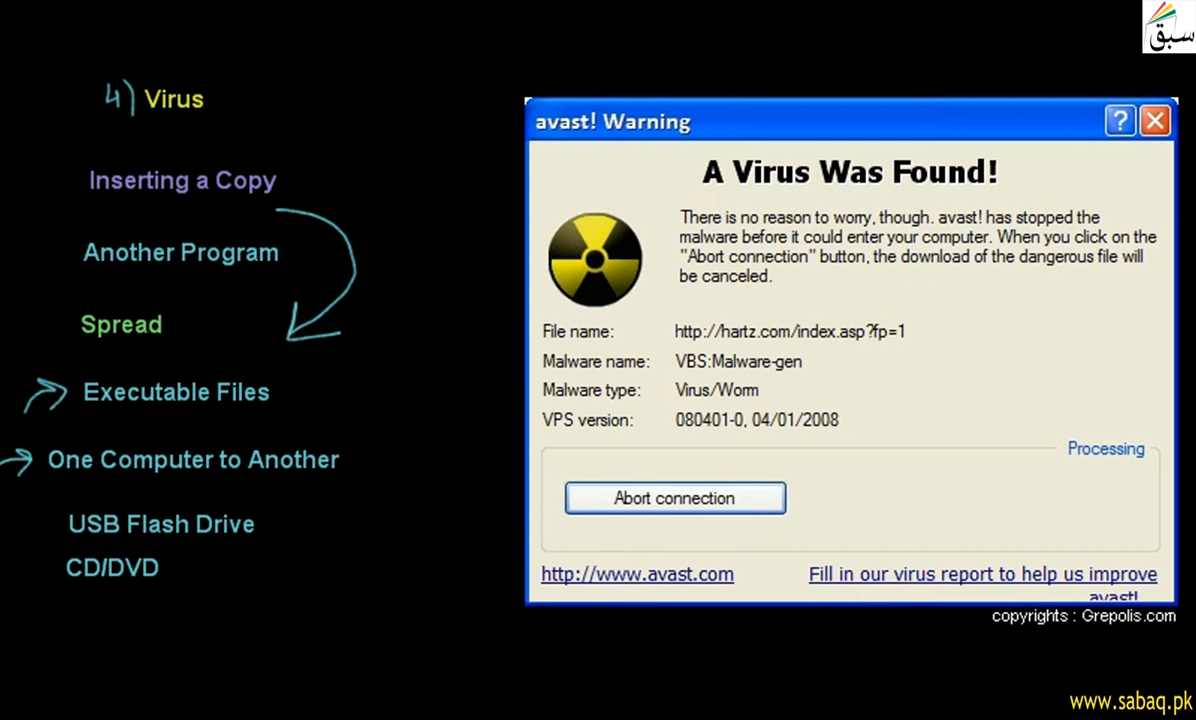 سبق
4) Virus
Inserting a Copy
Another Program
Spread
Executable Files
One Computer to Another
USB Flash Drive
CD/DVD
avast! Warning
A Virus Was Found!
There is no reason to worry, though. avast! has stopped the
malware before it could enter your computer. When you click on the
"Abort connection" button, the download of the dangerous file will
be canceled.
File name: http://hartz.com/index.asp?fp=1
Malware name: VBS:Malware-gen
Malware type: Virus/Worm
VPS version: 080401-0, 04/01/2008
Processing
Abort connection
http://www.avast.com
Fill in our virus report to help us improve
avast!
copyrights : Grepolis.com
www.sabaq.pk